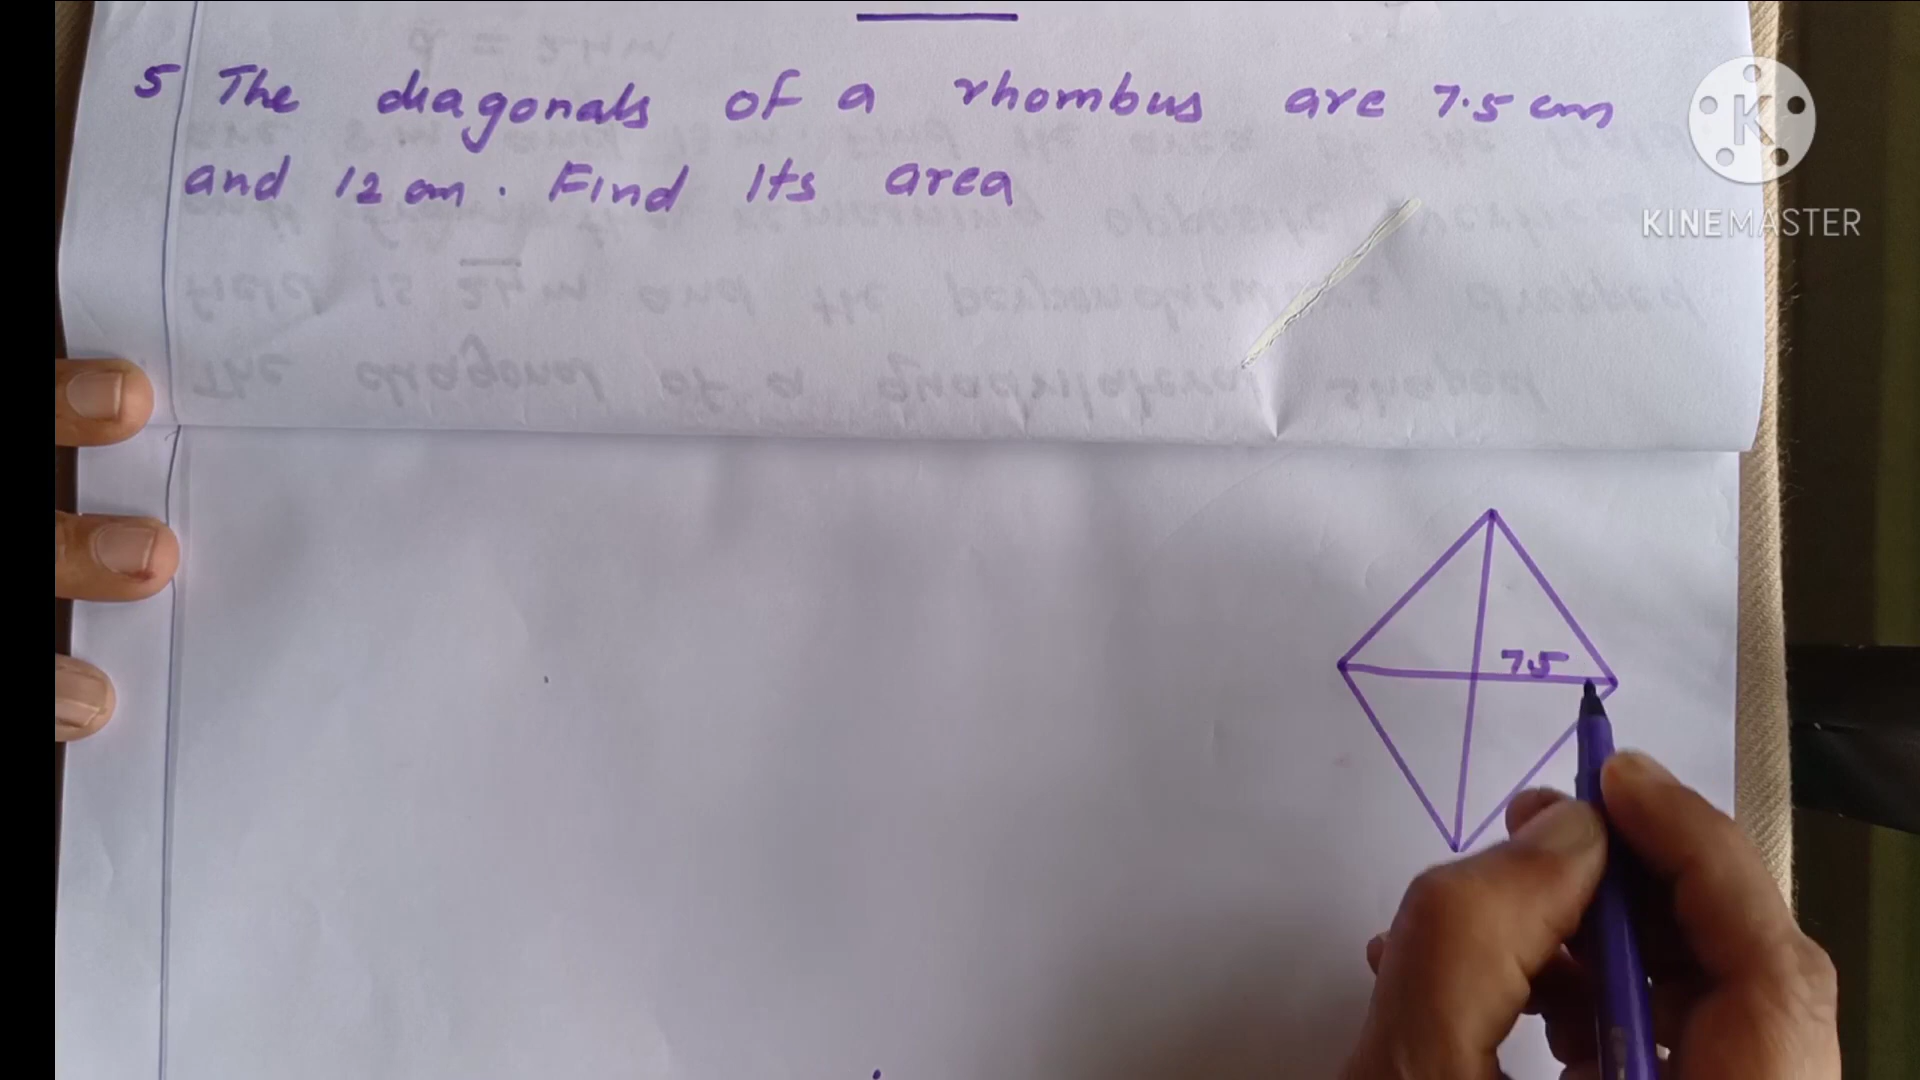 5 The diagonals of a rhombus are 7.5 cm
and 12 cm. Find Its area
KINEMASTER
7.5